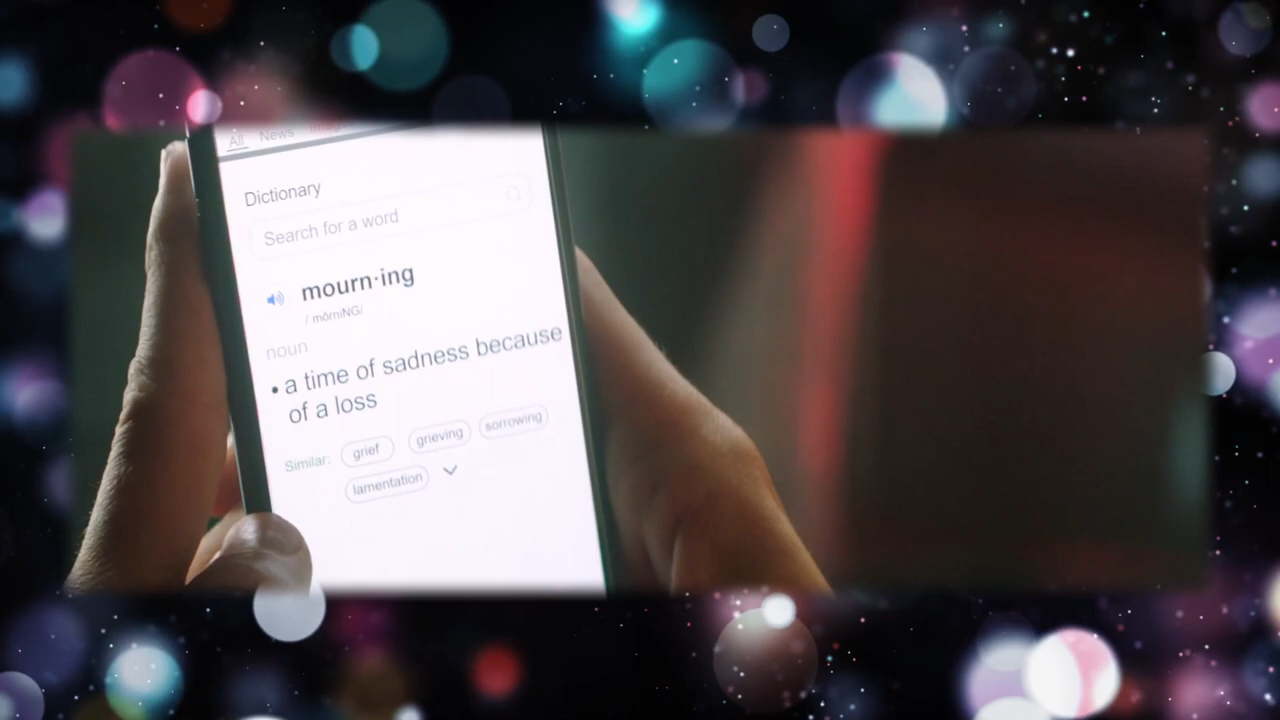 All News
Dictionary
Search for a word
mourn·ing
/ˈmôrniNG/
noun
• a time of sadness because
of a loss
Similar: grief grieving sorrowing
lamentation